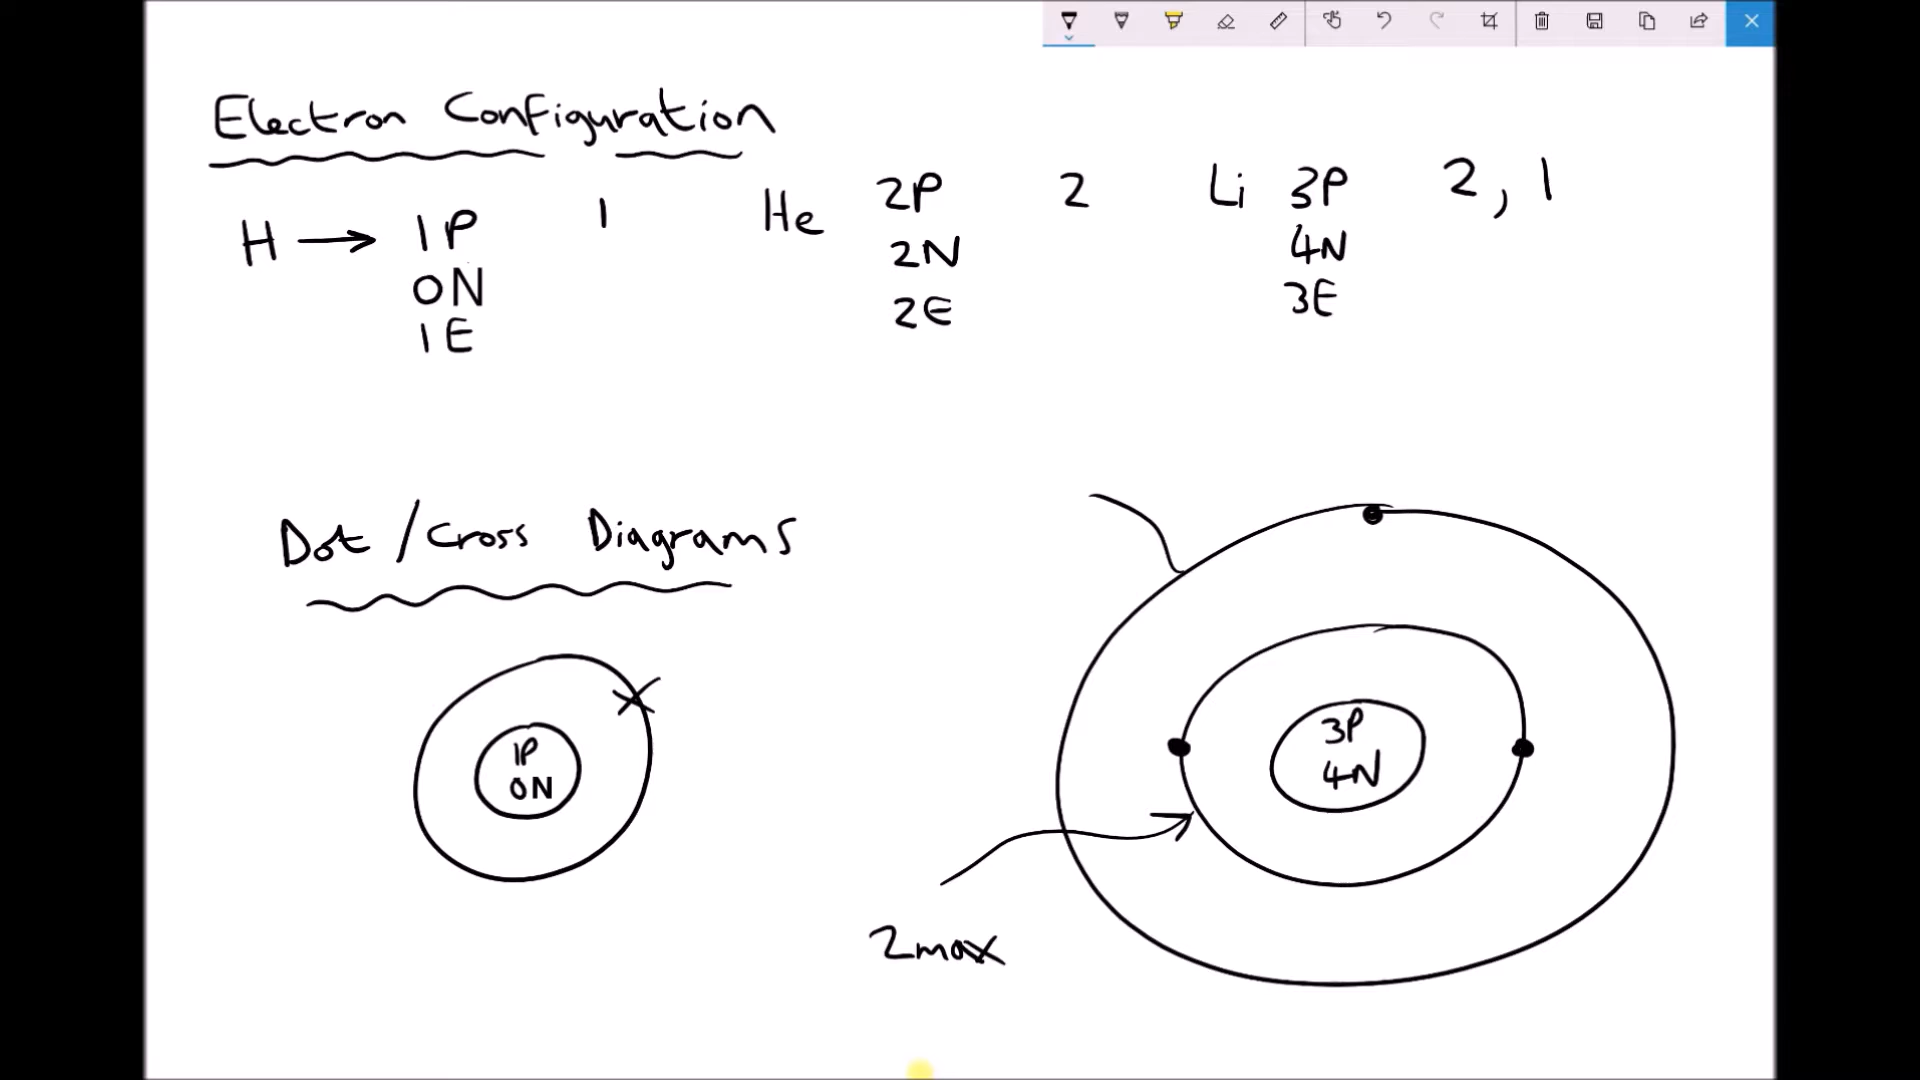 Electron Configuration
H → 1P 1
0N
1E
He 2P 2
2N
2E
Li 3P 2, 1
4N
3E
Dot / Cross Diagrams
1P
0N
3P
4N
2max